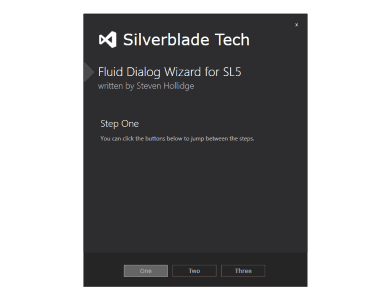 x
Silverblade Tech
Fluid Dialog Wizard for SL5
written by Steven Hollidge
Step One
You can click the buttons below to jump between the steps.
One Two Three